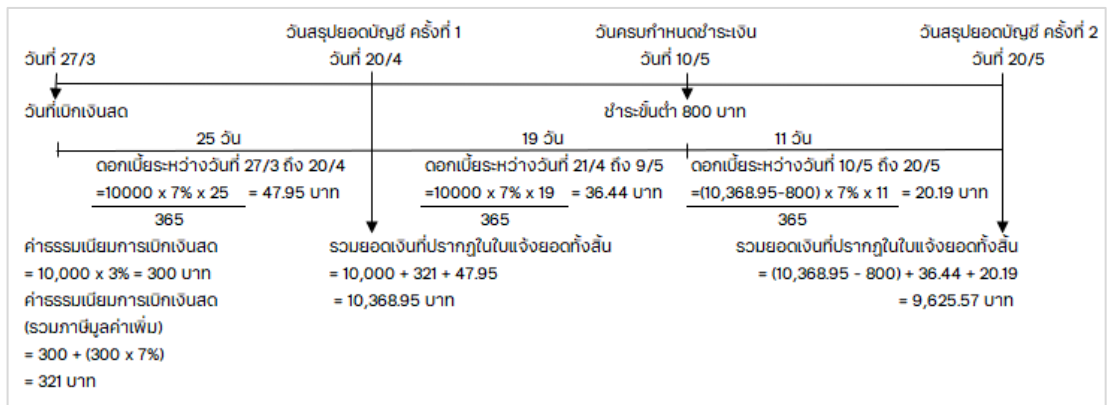 วันสรุปยอดบัญชี ครั้งที่ 1 วันครบกำหนดชำระเงิน วันสรุปยอดบัญชี ครั้งที่ 2
วันที่ 27/3 วันที่ 20/4 วันที่ 10/5 วันที่ 20/5
วันที่เบิกเงินสด ชำระขั้นต่ำ 800 บาท
25 วัน 19 วัน 11 วัน
ดอกเบี้ยระหว่างวันที่ 27/3 ถึง 20/4
=10000 x 7% x 25 = 47.95 บาท
365
ดอกเบี้ยระหว่างวันที่ 21/4 ถึง 9/5
=10000 x 7% x 19 = 36.44 บาท
365
ดอกเบี้ยระหว่างวันที่ 10/5 ถึง 20/5
=(10,368.95-800) x 7% x 11 = 20.19 บาท
365
ค่าธรรมเนียมการเบิกเงินสด
= 10,000 x 3% = 300 บาท
ค่าธรรมเนียมการเบิกเงินสด
(รวมภาษีมูลค่าเพิ่ม)
= 300 + (300 x 7%)
= 321 บาท
รวมยอดเงินที่ปรากฏในใบแจ้งยอดทั้งสิ้น
= 10,000 + 321 + 47.95
= 10,368.95 บาท
รวมยอดเงินที่ปรากฏในใบแจ้งยอดทั้งสิ้น
= (10,368.95 - 800) + 36.44 + 20.19
= 9,625.57 บาท